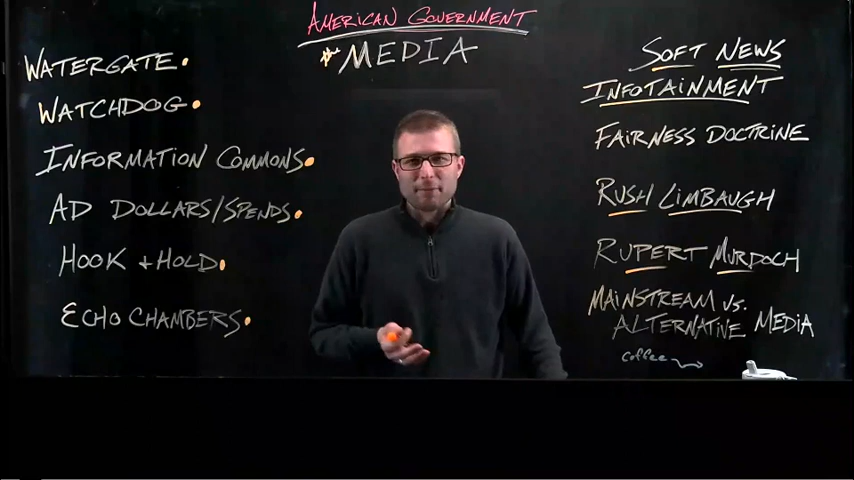 AMERICAN GOVERNMENT
the MEDIA
WATERGATE
WATCHDOG
INFORMATION COMMONS
AD DOLLARS/SPENDS
HOOK + HOLD
ECHO CHAMBERS
SOFT NEWS
INFOTAINMENT
FAIRNESS DOCTRINE
RUSH LIMBAUGH
RUPERT MURDOCH
MAINSTREAM vs.
ALTERNATIVE MEDIA
coffee